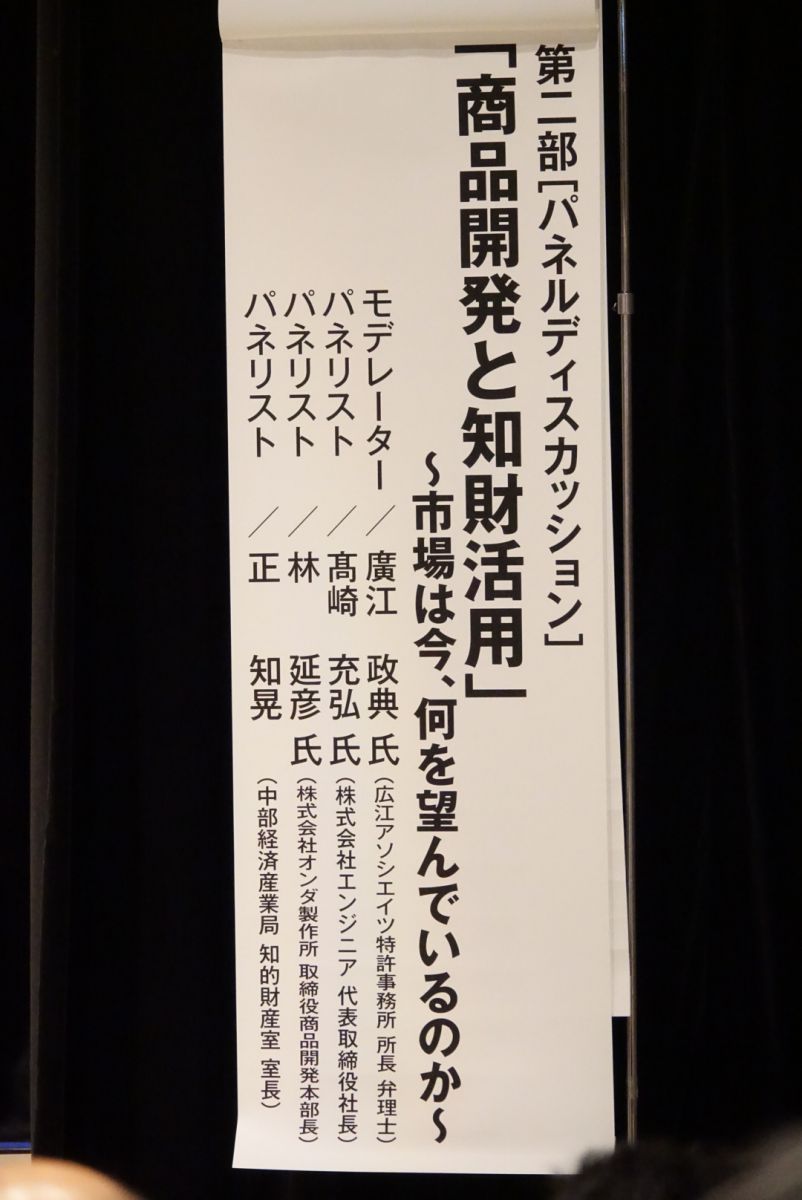 第二部［パネルディスカッション］
「商品開発と知財活用」
～市場は今、何を望んでいるのか～
モデレーター ／ 廣江 政典 氏（広江アソシエイツ特許事務所 所長 弁理士）
パネリスト ／ 髙崎 充弘 氏（株式会社エンジニア 代表取締役社長）
パネリスト ／ 林 延彦 氏（株式会社オンダ製作所 取締役商品開発本部長）
パネリスト ／ 正 知晃（中部経済産業局 知的財産室 室長）